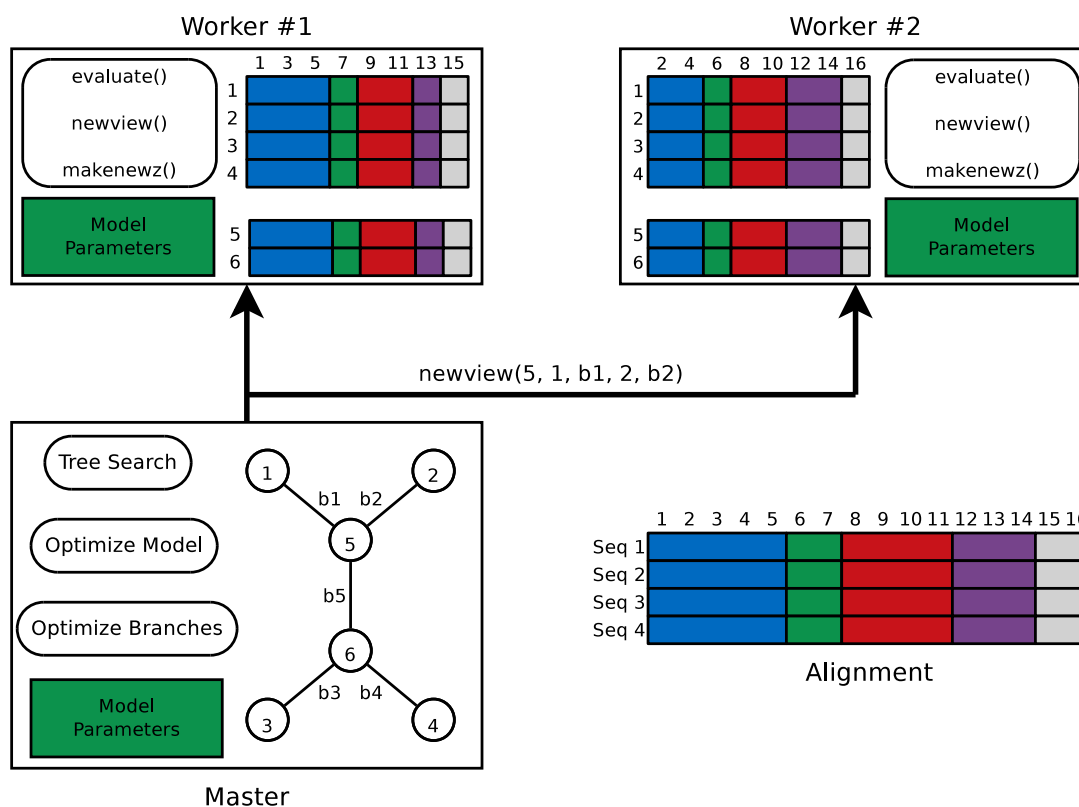 Worker #1
Worker #2
evaluate()
newview()
makenewz()
Model
Parameters
1 3 5 7 9 11 13 15
1
2
3
4
5
6
2 4 6 8 10 12 14 16
1
2
3
4
5
6
evaluate()
newview()
makenewz()
Model
Parameters
newview(5, 1, b1, 2, b2)
Tree Search
Optimize Model
Optimize Branches
Model
Parameters
1
2
b1 b2
5
b5
6
b3 b4
3
4
Master
1 2 3 4 5 6 7 8 9 10 11 12 13 14 15 16
Seq 1
Seq 2
Seq 3
Seq 4
Alignment